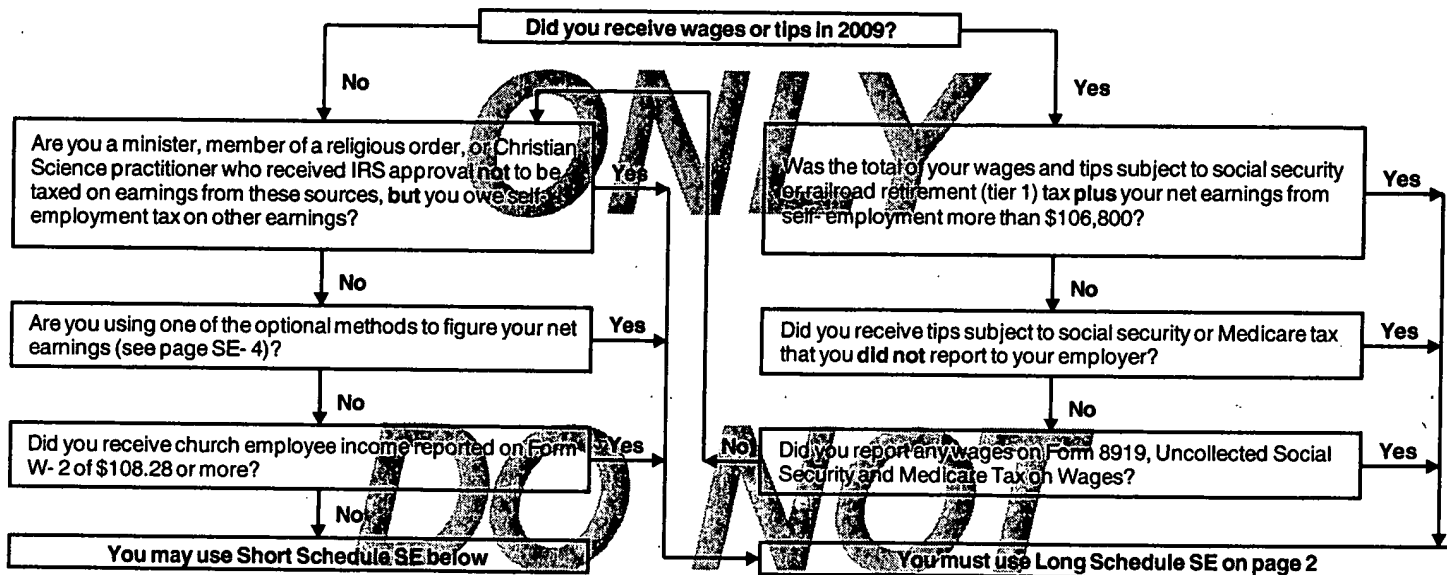 Did you receive wages or tips in 2009?
No
Yes
Are you a minister, member of a religious order, or Christian
Science practitioner who received IRS approval not to be
taxed on earnings from these sources, but you owe self-
employment tax on other earnings?
Yes
Was the total of your wages and tips subject to social security
or railroad retirement (tier 1) tax plus your net earnings from
self- employment more than $106,800?
Yes
No
No
Are you using one of the optional methods to figure your net
earnings (see page SE- 4)?
Yes
Did you receive tips subject to social security or Medicare tax
that you did not report to your employer?
Yes
No
No
Did you receive church employee income reported on Form
W- 2 of $108.28 or more?
Yes
No
Did you report any wages on Form 8919, Uncollected Social
Security and Medicare Tax on Wages?
Yes
No
You may use Short Schedule SE below
You must use Long Schedule SE on page 2
ONLY
DO NOT